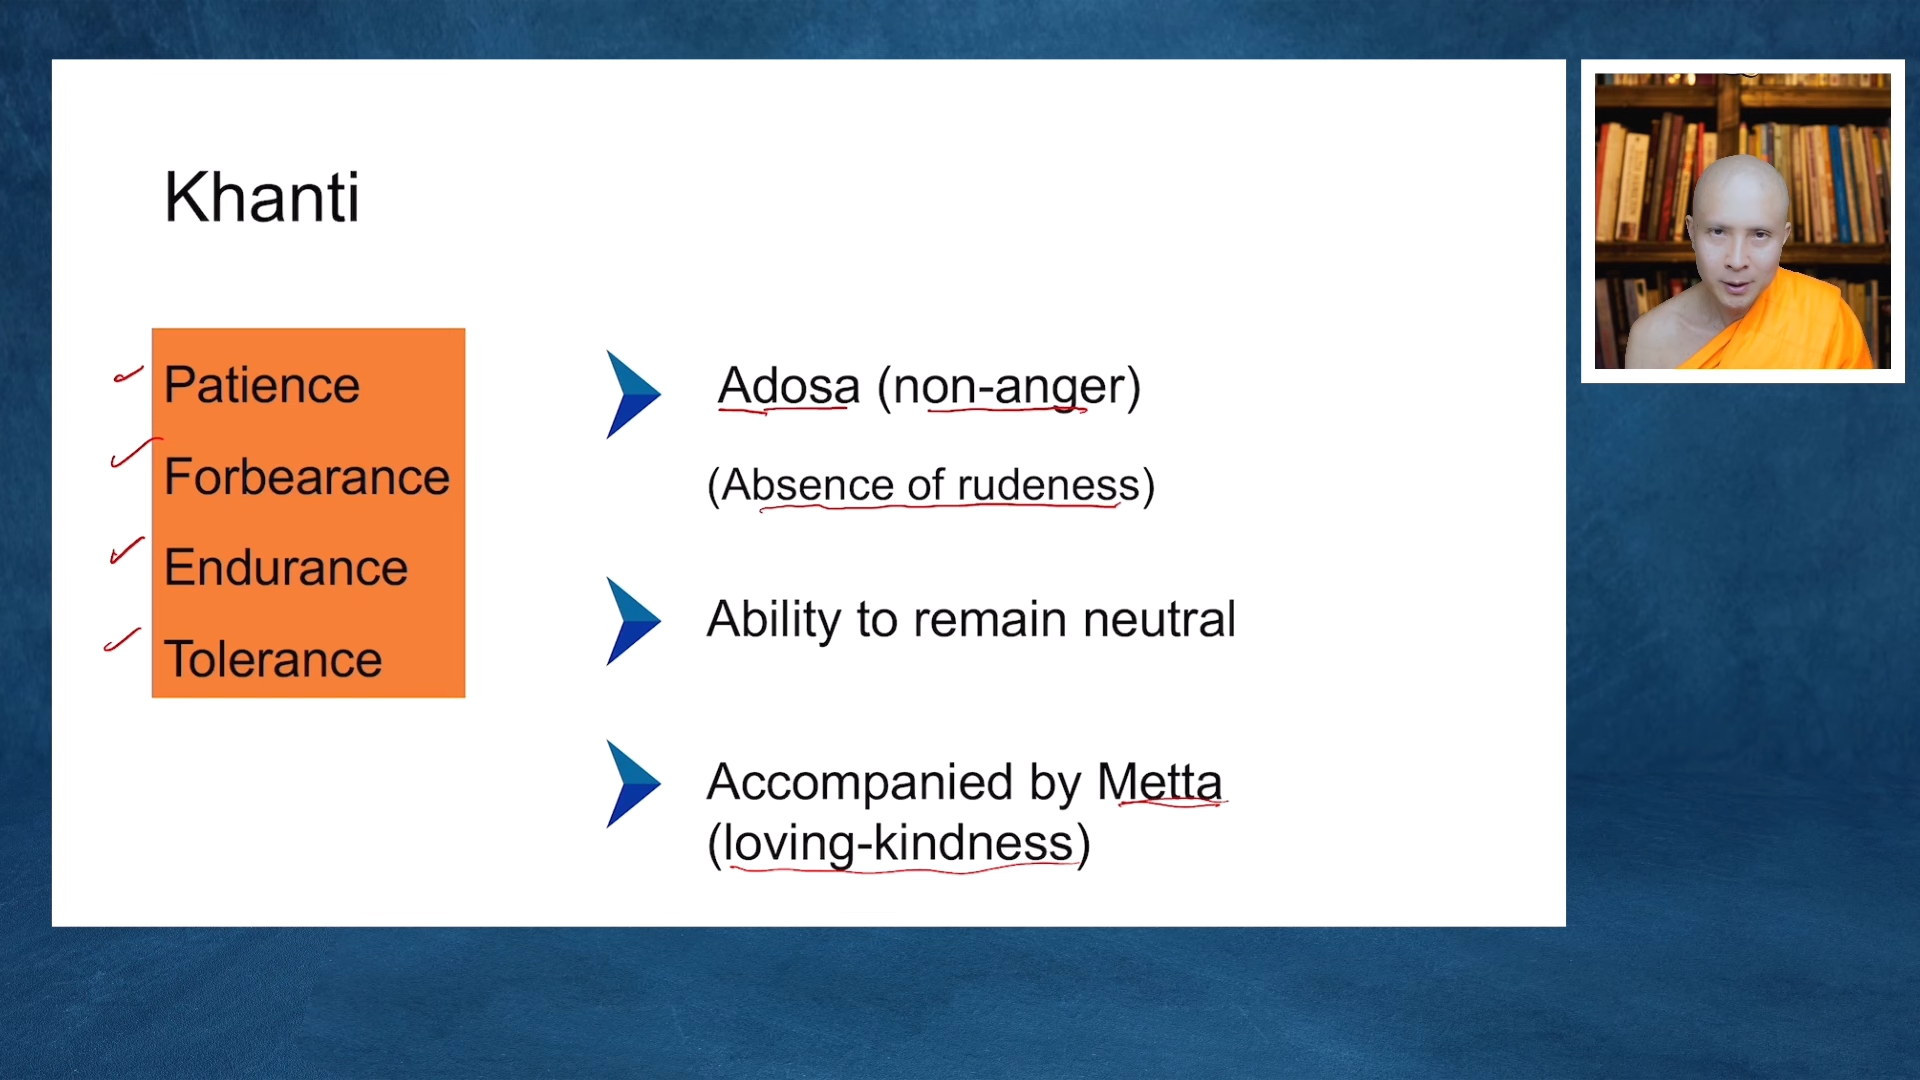 Khanti
Patience
Forbearance
Endurance
Tolerance
Adosa (non-anger)
(Absence of rudeness)
Ability to remain neutral
Accompanied by Metta
(loving-kindness)